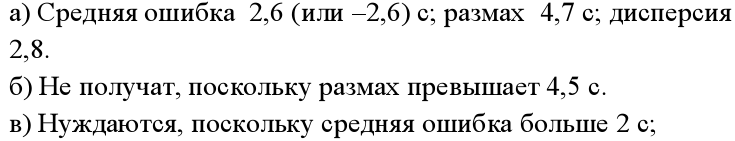 а) Средняя ошибка 2,6 (или –2,6) с; размах 4,7 с; дисперсия
2,8.
б) Не получат, поскольку размах превышает 4,5 с.
в) Нуждаются, поскольку средняя ошибка больше 2 с;